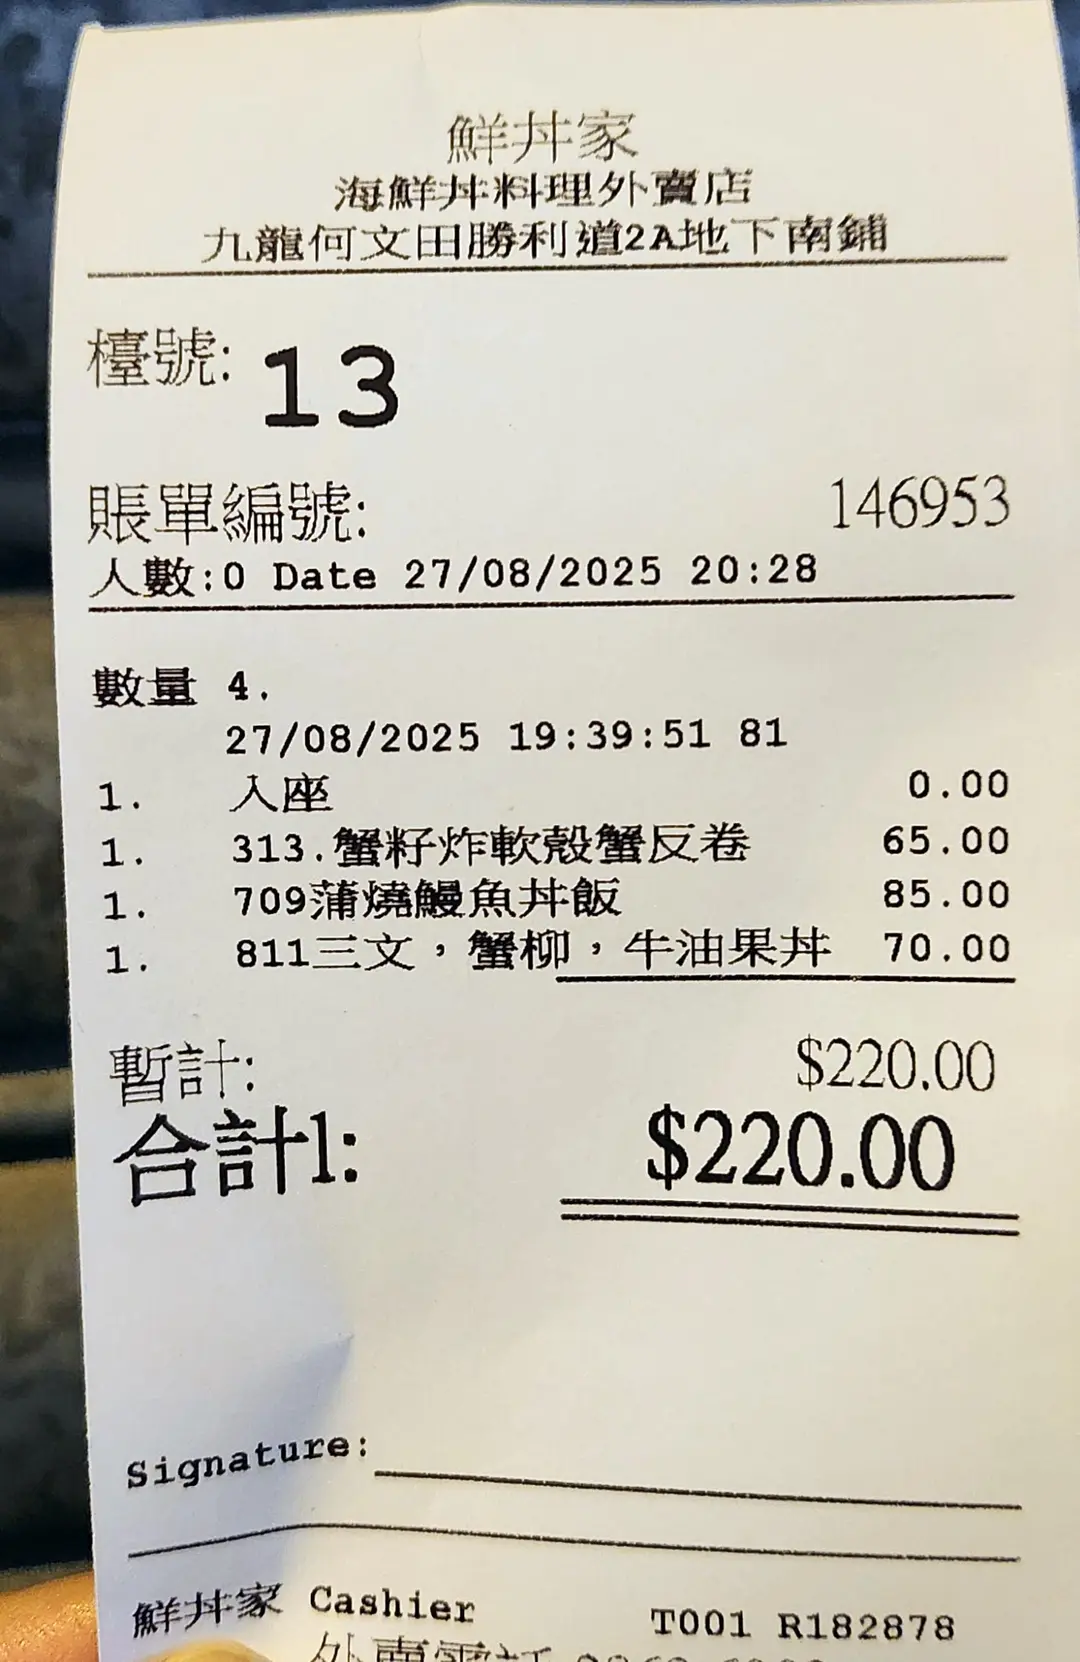 鮮丼家
海鮮丼料理外賣店
九龍何文田勝利道2A地下南鋪
檯號: 13
賬單編號: 146953
人數:0 Date 27/08/2025 20:28
數量 4.
27/08/2025 19:39:51 81
1. 入座 0.00
1. 313.蟹籽炸軟殼蟹反卷 65.00
1. 709蒲燒鰻魚丼飯 85.00
1. 811三文，蟹柳，牛油果丼 70.00
暫計: $220.00
合計1: $220.00
Signature:
鮮丼家 Cashier T001 R182878
外賣電話